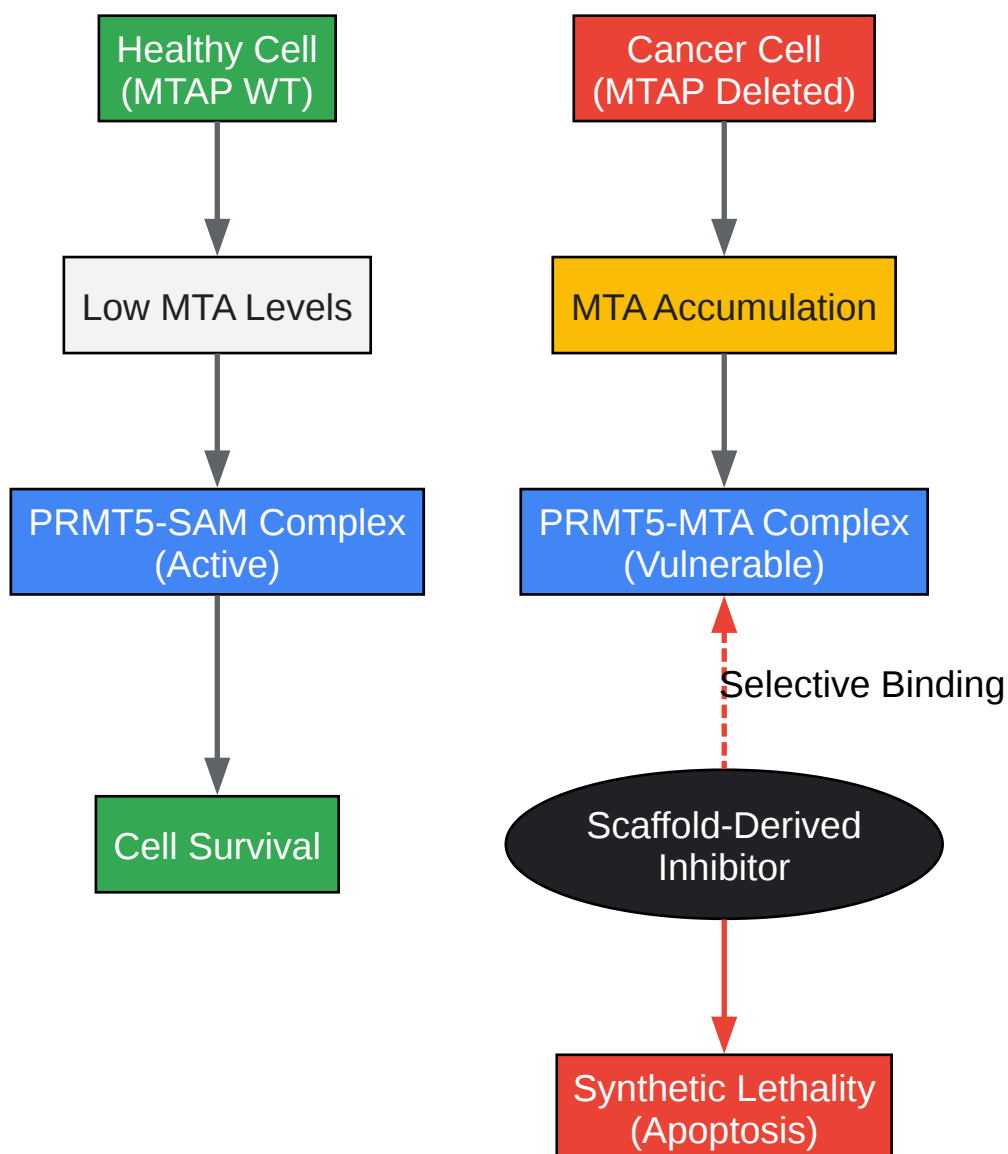 Healthy Cell
(MTAP WT)
Cancer Cell
(MTAP Deleted)
Low MTA Levels
MTA Accumulation
PRMT5-SAM Complex
(Active)
PRMT5-MTA Complex
(Vulnerable)
Selective Binding
Cell Survival
Scaffold-Derived
Inhibitor
Synthetic Lethality
(Apoptosis)